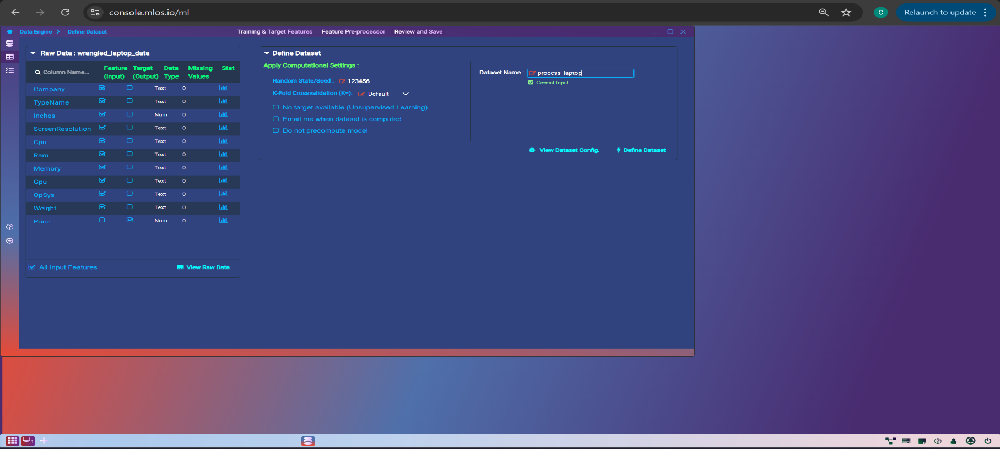 console.mlos.io/ml
C
Relaunch to update
Data Engine > Define Dataset
Training & Target Features Feature Pre-processor Review and Save
Raw Data : wrangled_laptop_data
Column Name... Feature (Input) Target (Output) Data Type Missing Values Stat
Company Text 0
TypeName Text 0
Inches Num 0
ScreenResolution Text 0
Cpu Text 0
Ram Text 0
Memory Text 0
Gpu Text 0
OpSys Text 0
Weight Text 0
Price Num 0
All Input Features View Raw Data
Define Dataset
Apply Computational Settings :
Random State/Seed : 123456
K-Fold Crossvalidation (K=): Default
No target available (Unsupervised Learning)
Email me when dataset is computed
Do not precompute model
Dataset Name : process_laptop
Correct Input
View Dataset Config. Define Dataset
1